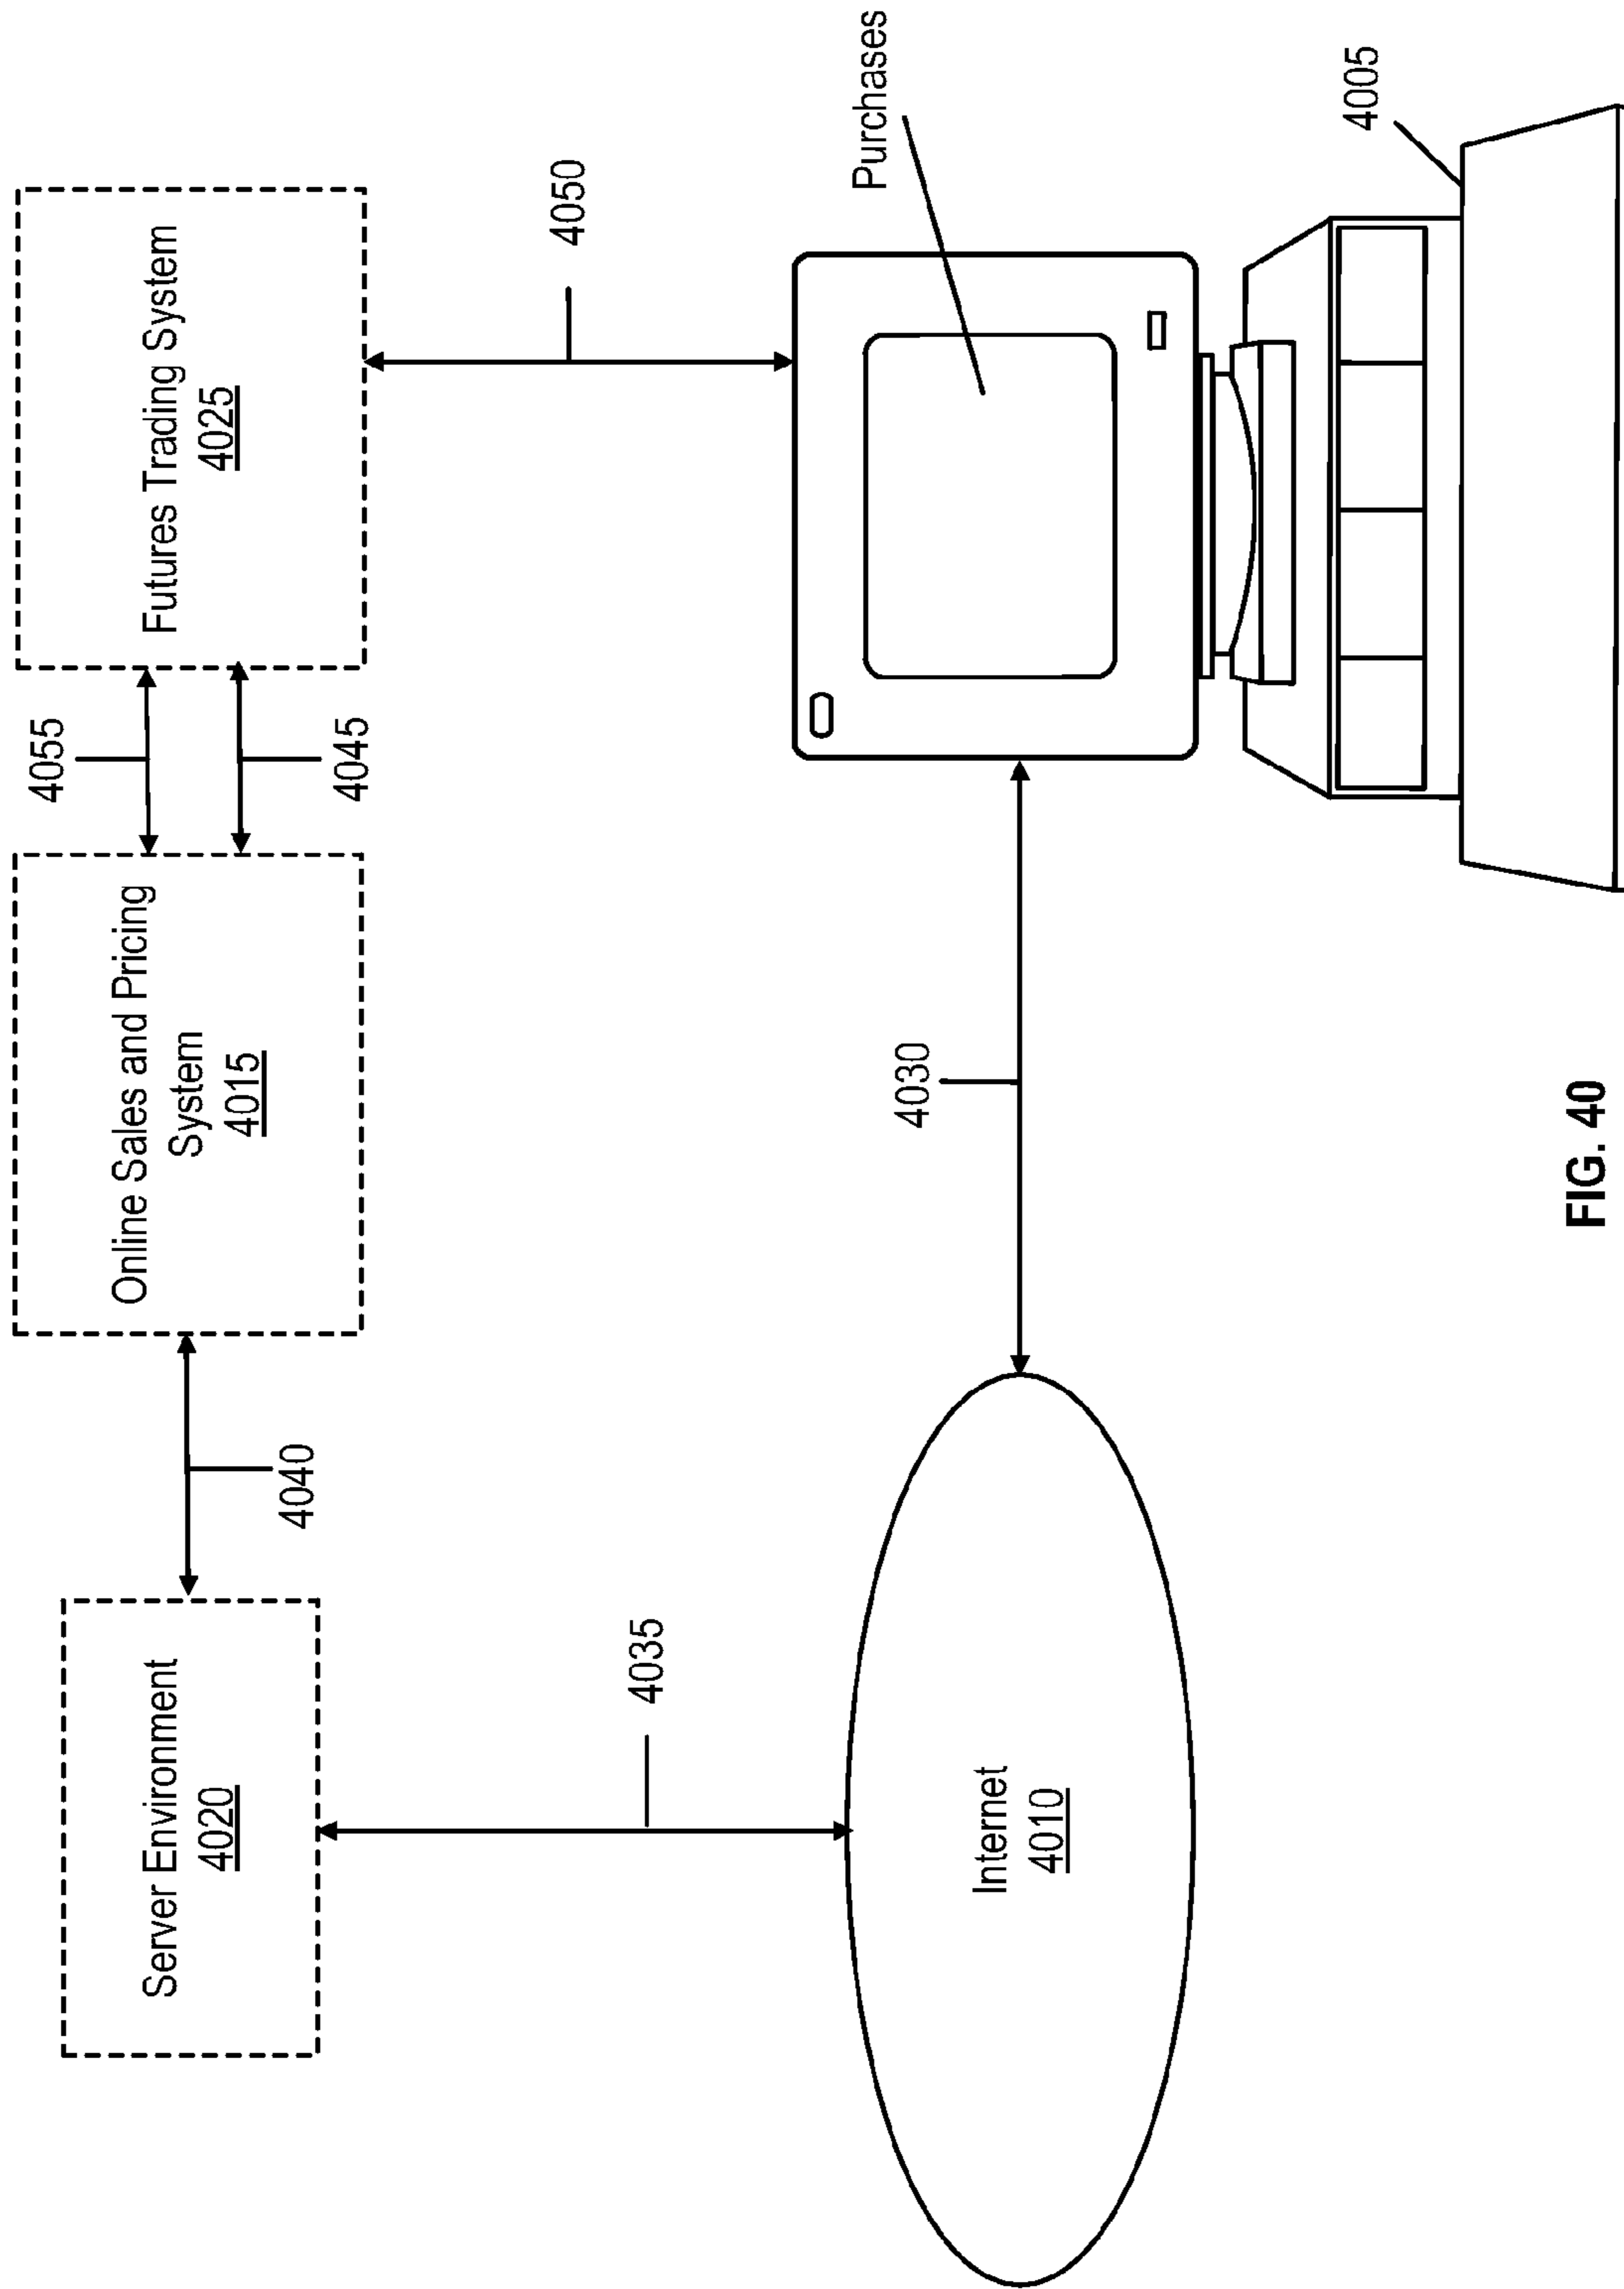 Server Environment
4020
4040
Online Sales and Pricing
System
4015
4055
4045
Futures Trading System
4025
4035
4050
Internet
4010
4030
Purchases
4005
FIG. 40